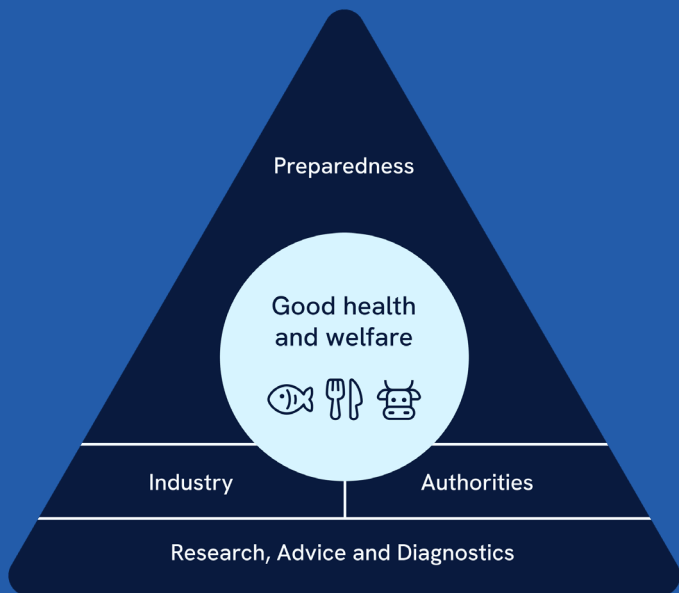 Preparedness
Good health
and welfare
Industry
Authorities
Research, Advice and Diagnostics